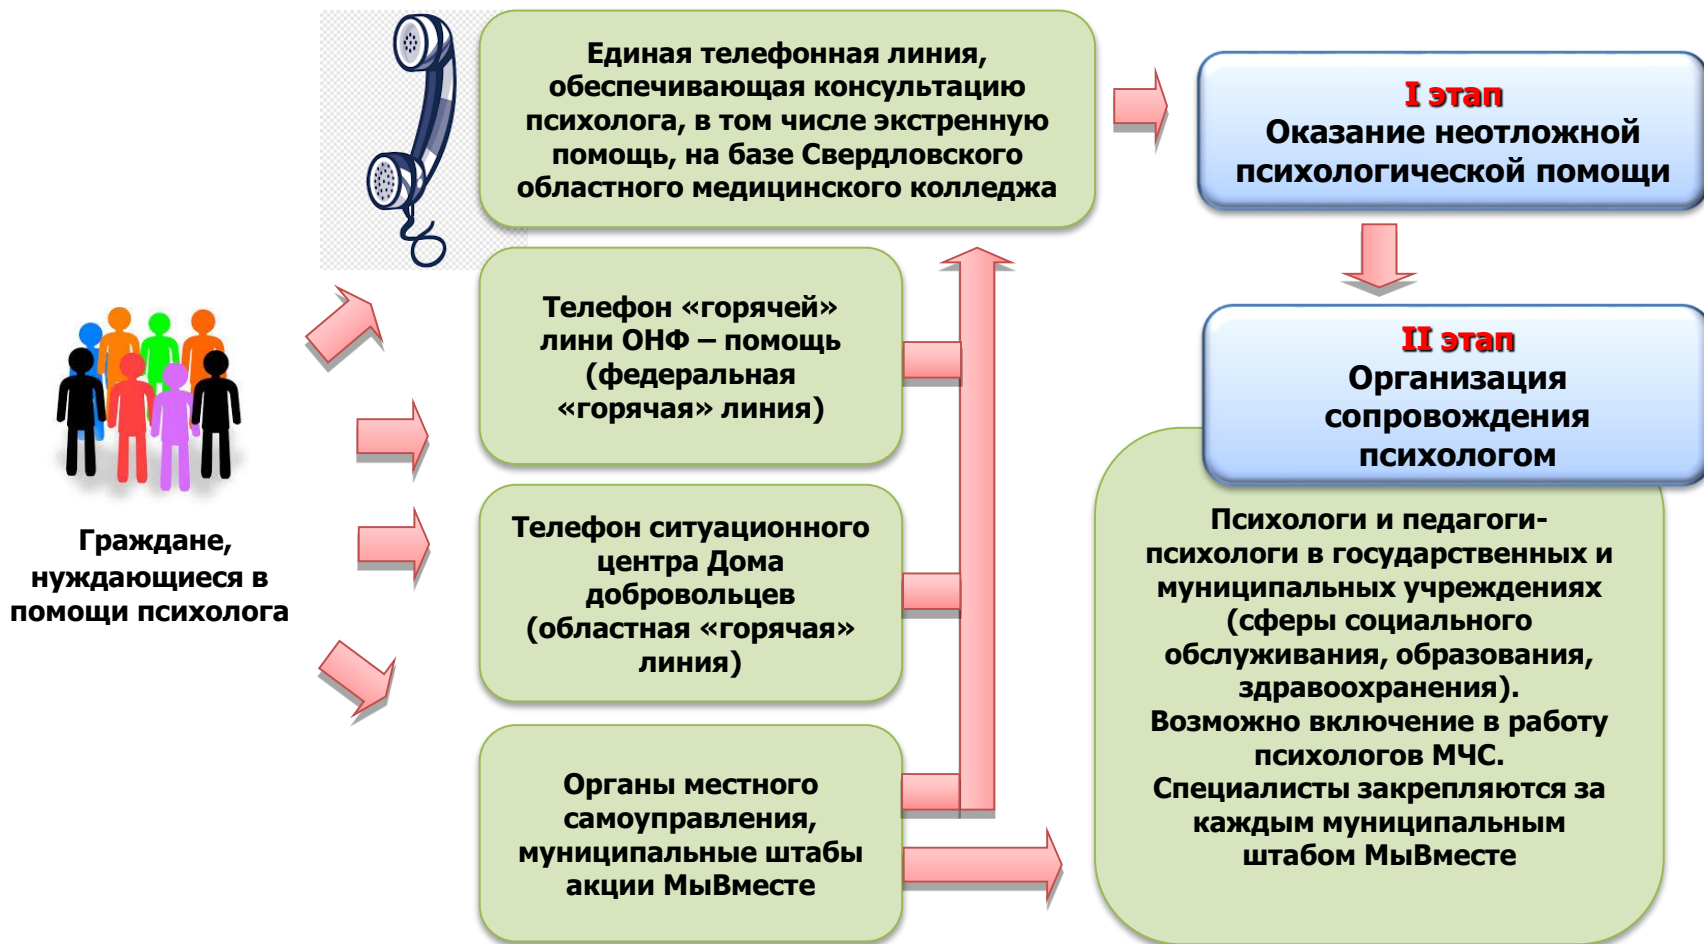 Единая телефонная линия,
обеспечивающая консультацию
психолога, в том числе экстренную
помощь, на базе Свердловского
областного медицинского колледжа
I этап
Оказание неотложной
психологической помощи
Телефон «горячей»
лини ОНФ – помощь
(федеральная
«горячая» линия)
II этап
Организация
сопровождения
психологом
Граждане,
нуждающиеся в
помощи психолога
Телефон ситуационного
центра Дома
добровольцев
(областная «горячая»
линия)
Психологи и педагоги-
психологи в государственных и
муниципальных учреждениях
(сферы социального
обслуживания, образования,
здравоохранения).
Возможно включение в работу
психологов МЧС.
Специалисты закрепляются за
каждым муниципальным
штабом МыВместе
Органы местного
самоуправления,
муниципальные штабы
акции МыВместе